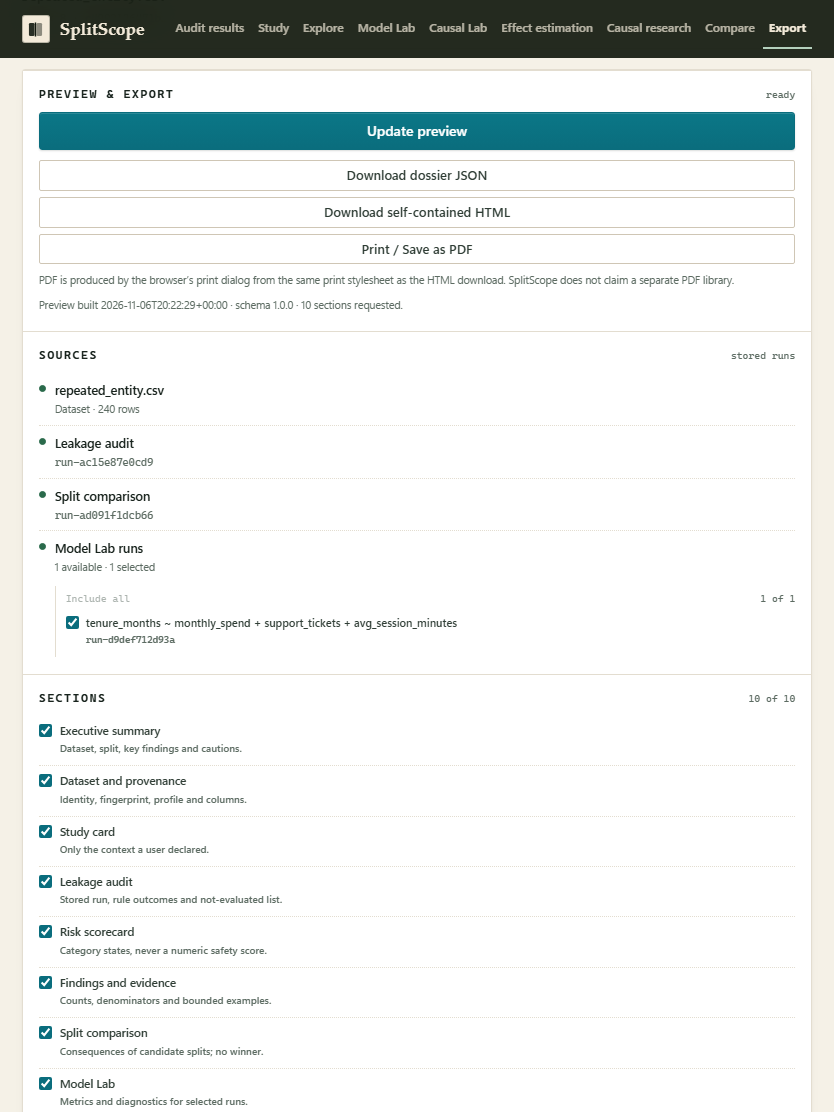 SplitScope
Audit results Study Explore Model Lab Causal Lab Effect estimation Causal research Compare Export
PREVIEW & EXPORT
ready
Update preview
Download dossier JSON
Download self-contained HTML
Print / Save as PDF
PDF is produced by the browser's print dialog from the same print stylesheet as the HTML download. SplitScope does not claim a separate PDF library.
Preview built 2026-11-06T20:22:29+00:00 · schema 1.0.0 · 10 sections requested.
SOURCES
stored runs
repeated_entity.csv
Dataset · 240 rows
Leakage audit
run-ac15e87e0cd9
Split comparison
run-ad091f1dcb66
Model Lab runs
1 available · 1 selected
Include all
1 of 1
tenure_months ~ monthly_spend + support_tickets + avg_session_minutes
run-d9def712d93a
SECTIONS
10 of 10
Executive summary
Dataset, split, key findings and cautions.
Dataset and provenance
Identity, fingerprint, profile and columns.
Study card
Only the context a user declared.
Leakage audit
Stored run, rule outcomes and not-evaluated list.
Risk scorecard
Category states, never a numeric safety score.
Findings and evidence
Counts, denominators and bounded examples.
Split comparison
Consequences of candidate splits; no winner.
Model Lab
Metrics and diagnostics for selected runs.